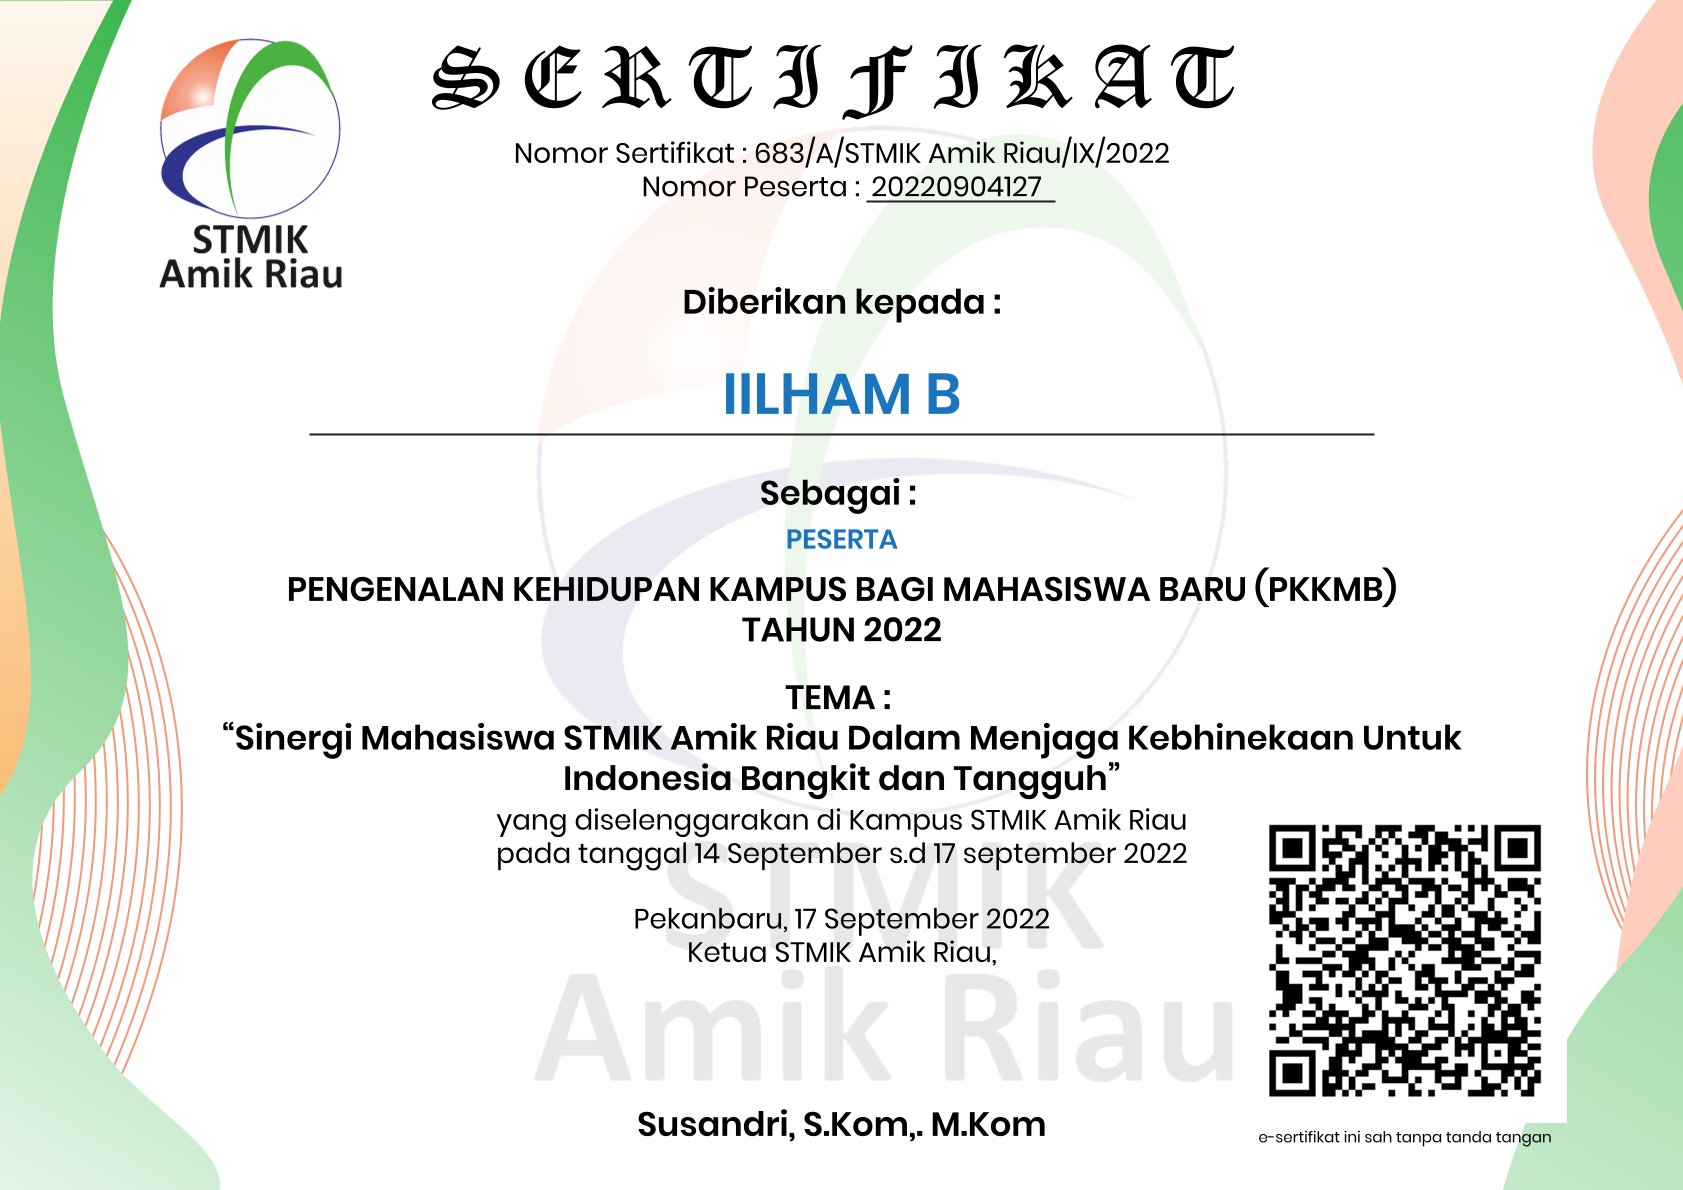 SERTIFIKAT
STMIK
Amik Riau
Nomor Sertifikat : 683/A/STMIK Amik Riau/IX/2022
Nomor Peserta : 20220904127
Diberikan kepada :
IILHAM B
Sebagai :
PESERTA
PENGENALAN KEHIDUPAN KAMPUS BAGI MAHASISWA BARU (PKKMB)
TAHUN 2022
TEMA :
“Sinergi Mahasiswa STMIK Amik Riau Dalam Menjaga Kebhinekaan Untuk
Indonesia Bangkit dan Tangguh”
yang diselenggarakan di Kampus STMIK Amik Riau
pada tanggal 14 September s.d 17 september 2022
Pekanbaru, 17 September 2022
Ketua STMIK Amik Riau,
STMIK
Amik Riau
Susandri, S.Kom,. M.Kom
e-sertifikat ini sah tanpa tanda tangan